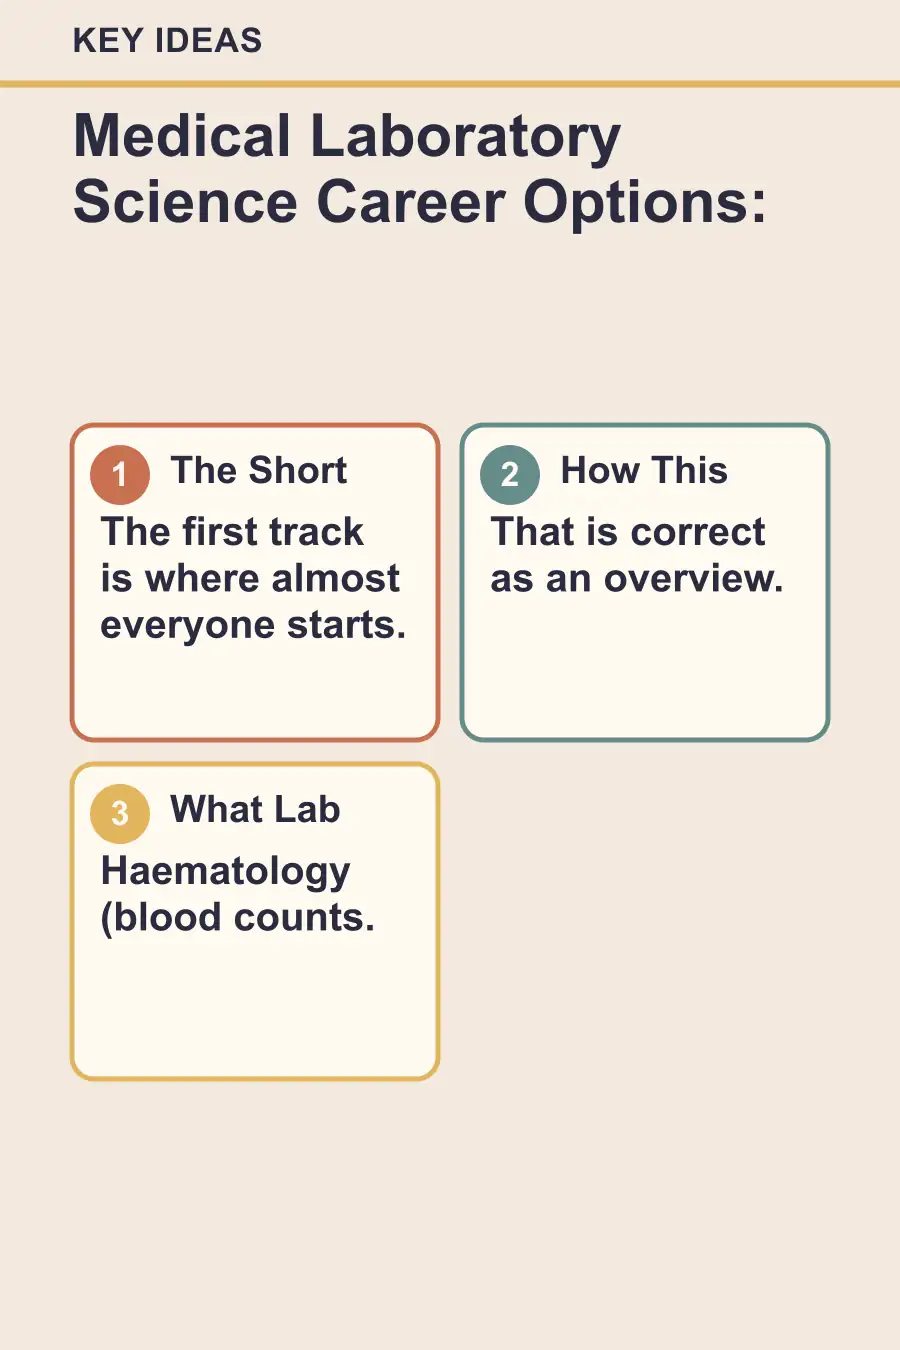 KEY IDEAS
Medical Laboratory
Science Career Options:
1 The Short
The first track
is where almost
everyone starts.
2 How This
That is correct
as an overview.
3 What Lab
Haematology
(blood counts.